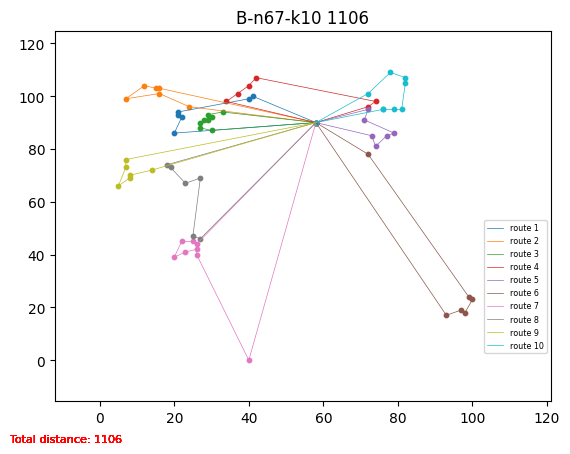 B-n67-k10 1106
120
100
80
60
40
20
0
0 20 40 60 80 100 120
route 1
route 2
route 3
route 4
route 5
route 6
route 7
route 8
route 9
route 10
Total distance: 1106